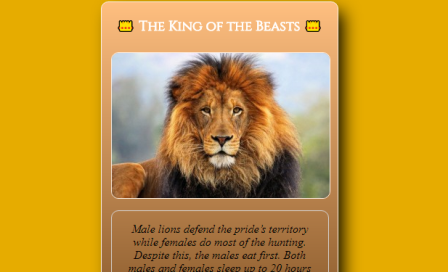 The King of the Beasts
Male lions defend the pride's territory
while females do most of the hunting.
Despite this, the males eat first. Both
males and females sleep up to 20 hours